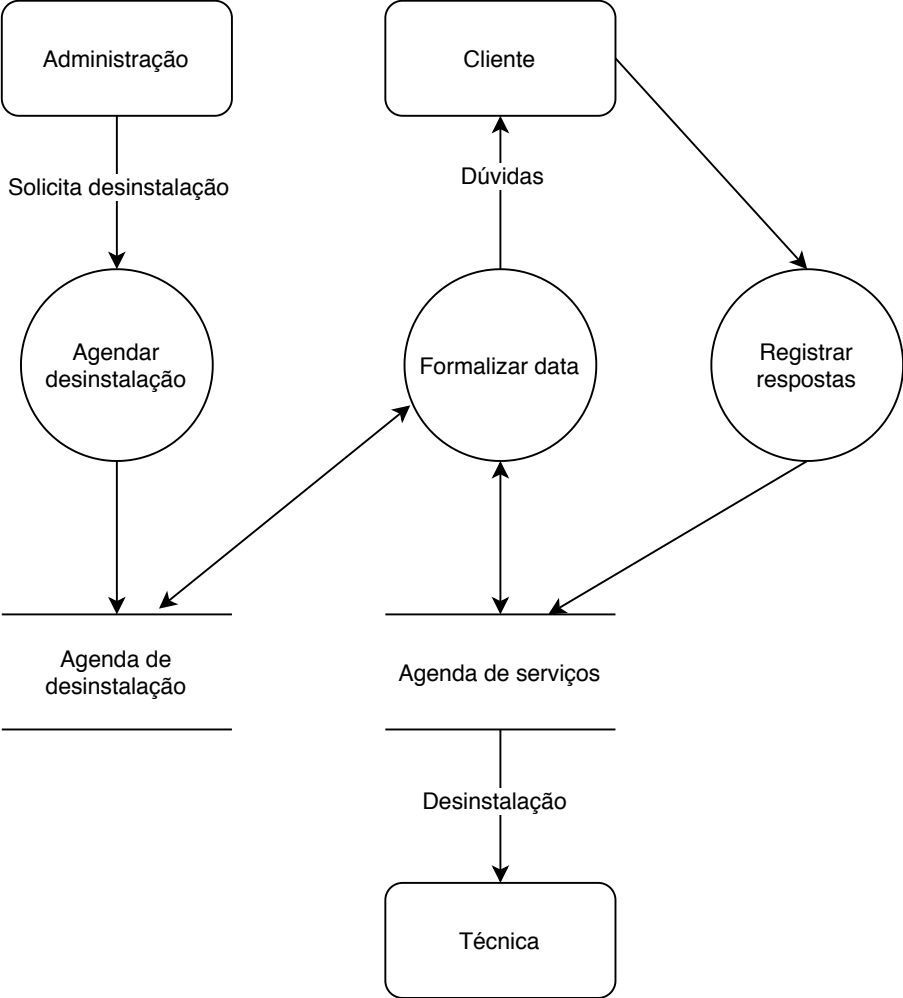 Administração
Cliente
Dúvidas
Solicita desinstalação
Agendar
desinstalação
Formalizar data
Registrar
respostas
Agenda de
desinstalação
Agenda de serviços
Desinstalação
Técnica